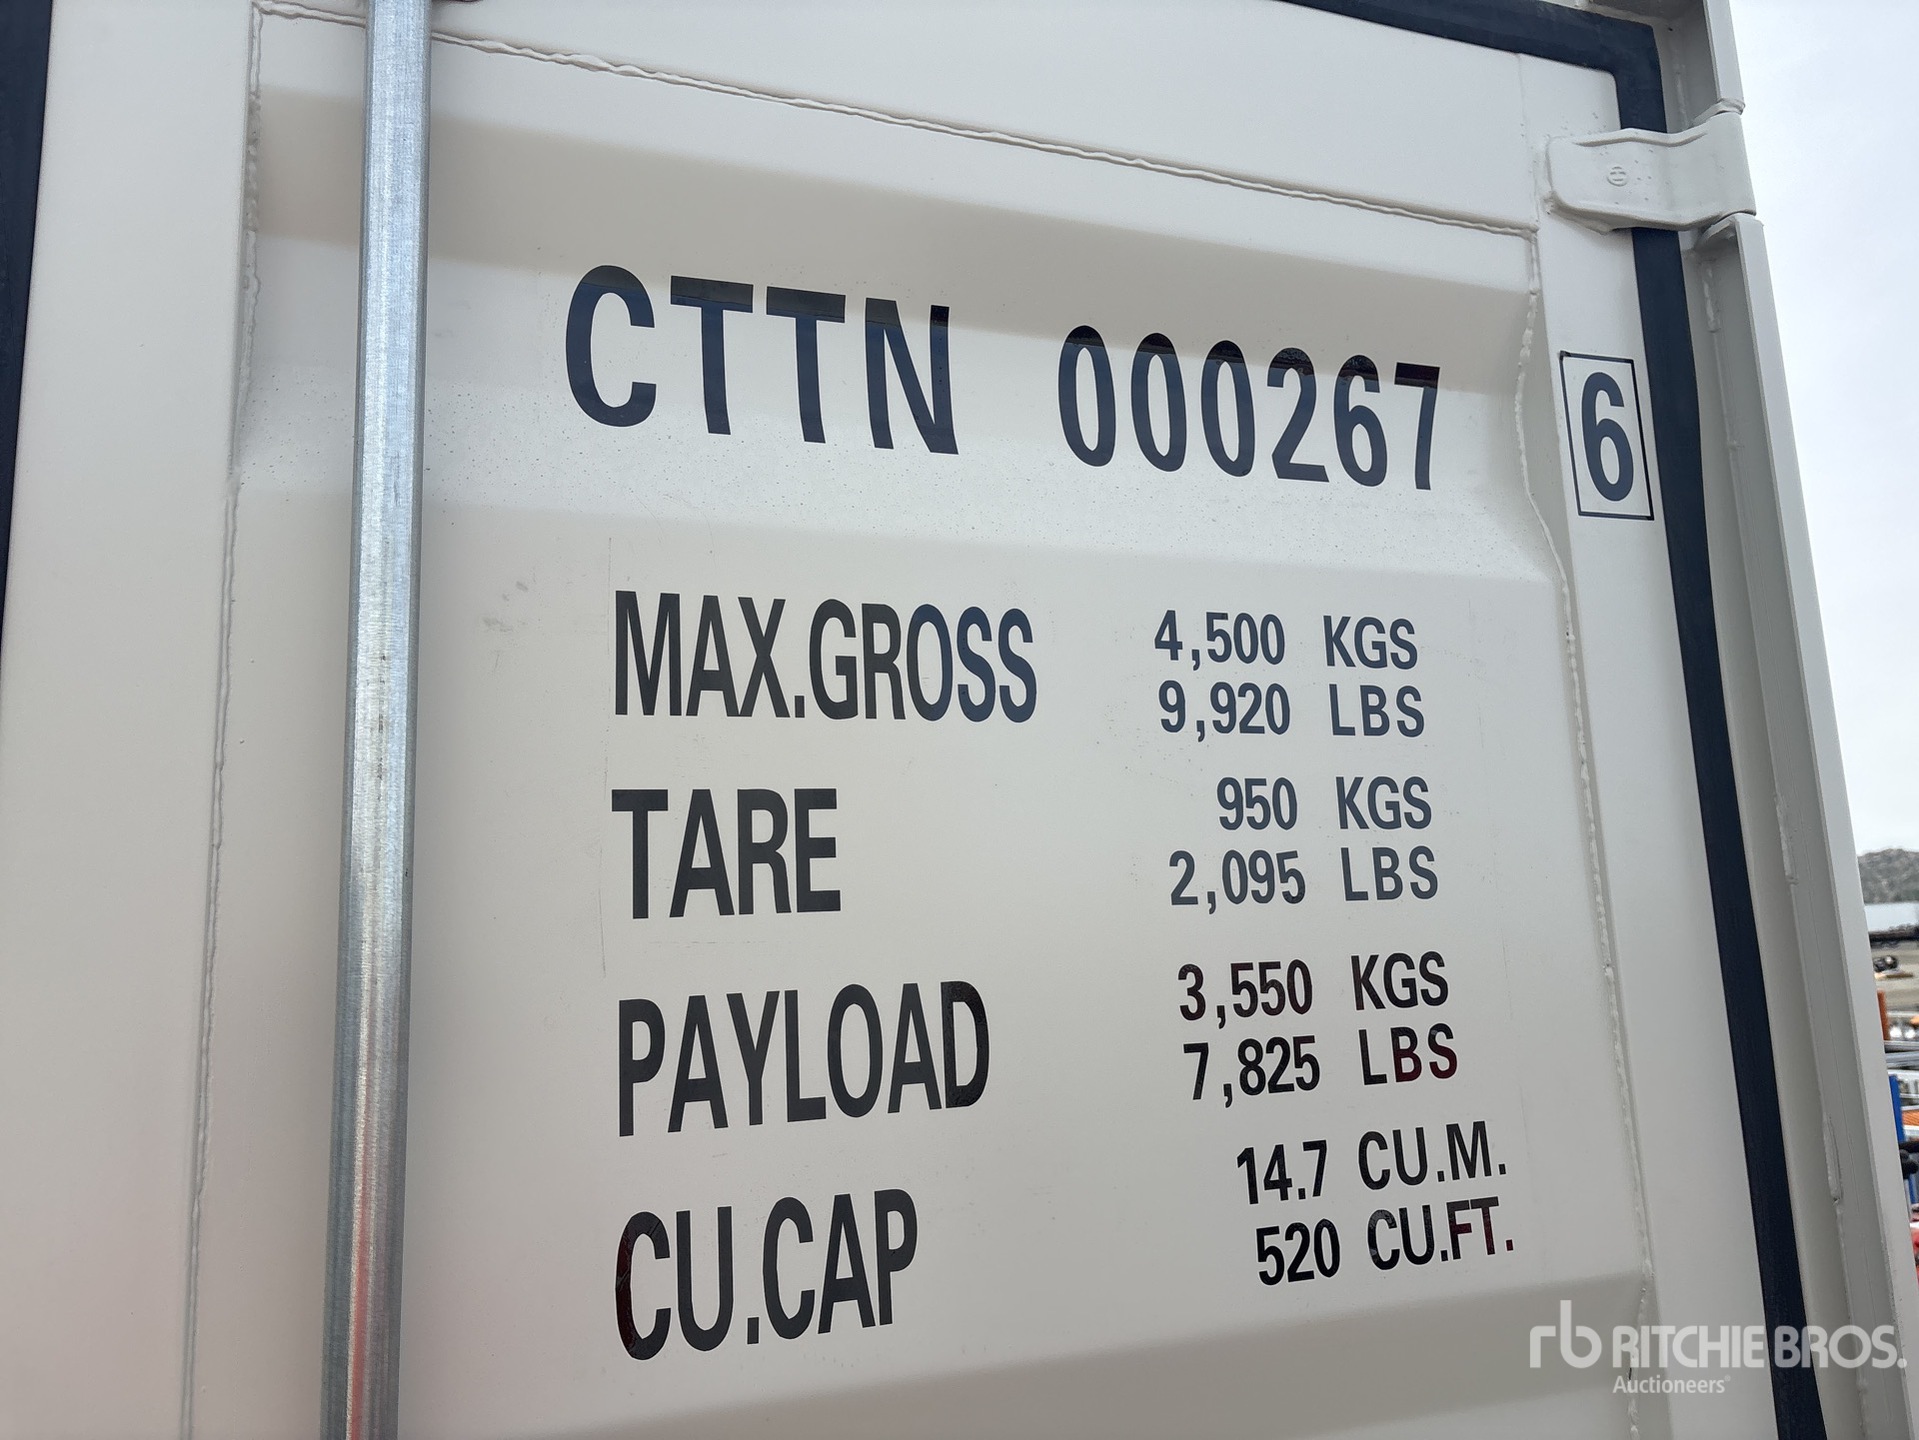 CTTN 000267 6
MAX.GROSS 4,500 KGS
9,920 LBS
TARE 950 KGS
2,095 LBS
PAYLOAD 3,550 KGS
7,825 LBS
CU.CAP 14.7 CU.M.
520 CU.FT.
rb RITCHIE BROS.
Auctioneers